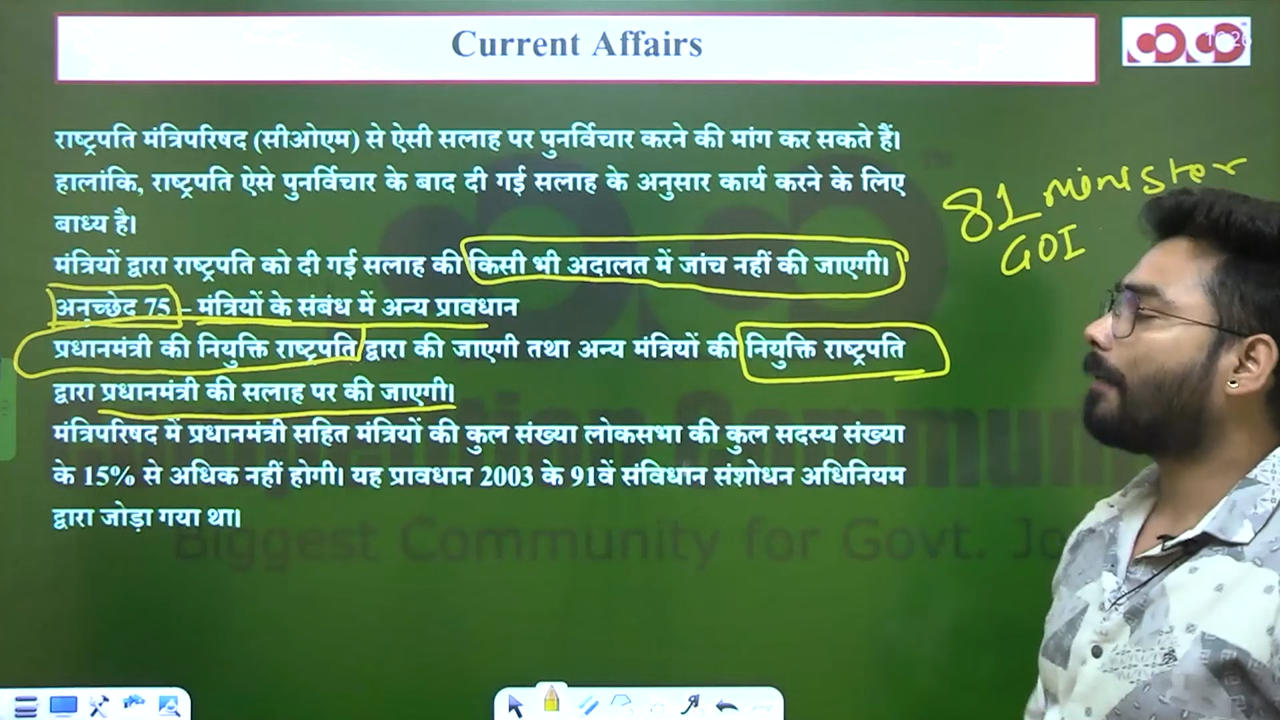 Current Affairs
राष्ट्रपति मंत्रिपरिषद (सीओएम) से ऐसी सलाह पर पुनर्विचार करने की मांग कर सकते हैं।
हालांकि, राष्ट्रपति ऐसे पुनर्विचार के बाद दी गई सलाह के अनुसार कार्य करने के लिए
बाध्य है।
मंत्रियों द्वारा राष्ट्रपति को दी गई सलाह की किसी भी अदालत में जांच नहीं की जाएगी।
अनुच्छेद 75 – मंत्रियों के संबंध में अन्य प्रावधान
प्रधानमंत्री की नियुक्ति राष्ट्रपति द्वारा की जाएगी तथा अन्य मंत्रियों की नियुक्ति राष्ट्रपति
द्वारा प्रधानमंत्री की सलाह पर की जाएगी।
मंत्रिपरिषद में प्रधानमंत्री सहित मंत्रियों की कुल संख्या लोकसभा की कुल सदस्य संख्या
के 15% से अधिक नहीं होगी। यह प्रावधान 2003 के 91वें संविधान संशोधन अधिनियम
द्वारा जोड़ा गया था।
81 minister
GOI
Biggest Community for Govt.